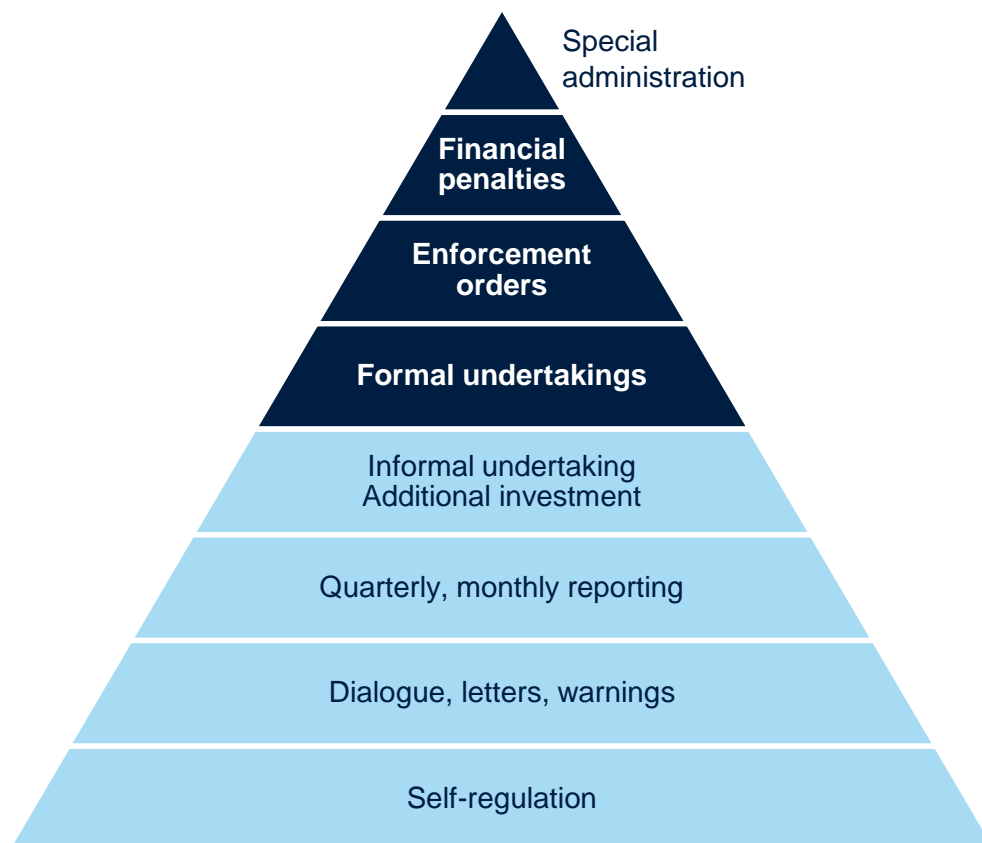 Special
administration
Financial
penalties
Enforcement
orders
Formal undertakings
Informal undertaking
Additional investment
Quarterly, monthly reporting
Dialogue, letters, warnings
Self-regulation